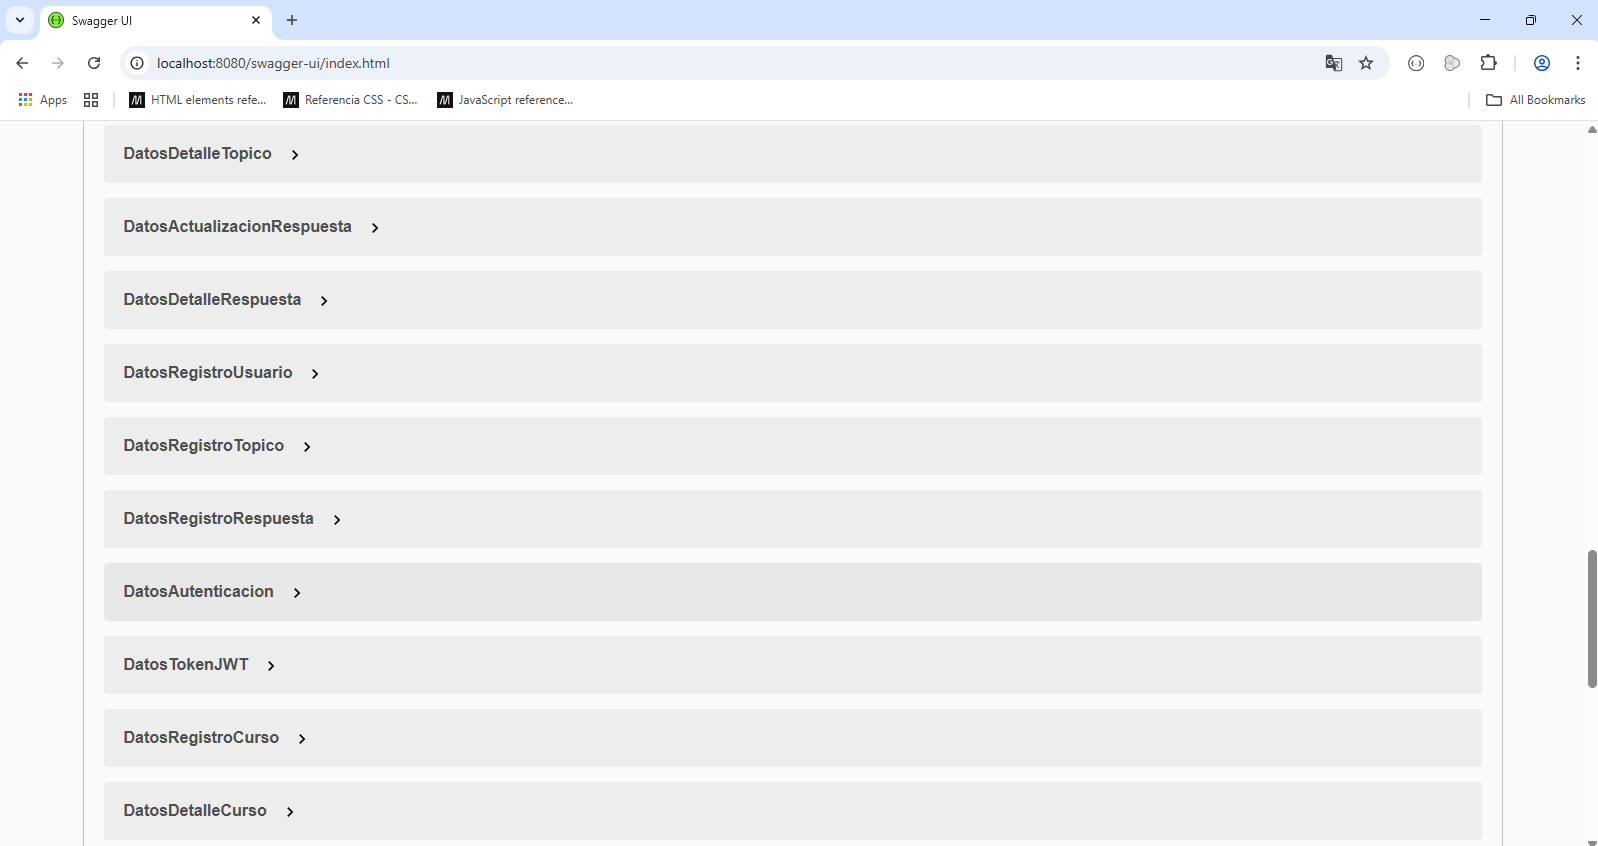 Swagger UI
localhost:8080/swagger-ui/index.html
Apps
HTML elements refe...
Referencia CSS - CS...
JavaScript reference...
All Bookmarks
DatosDetalleTopico
DatosActualizacionRespuesta
DatosDetalleRespuesta
DatosRegistroUsuario
DatosRegistroTopico
DatosRegistroRespuesta
DatosAutenticacion
DatosTokenJWT
DatosRegistroCurso
DatosDetalleCurso